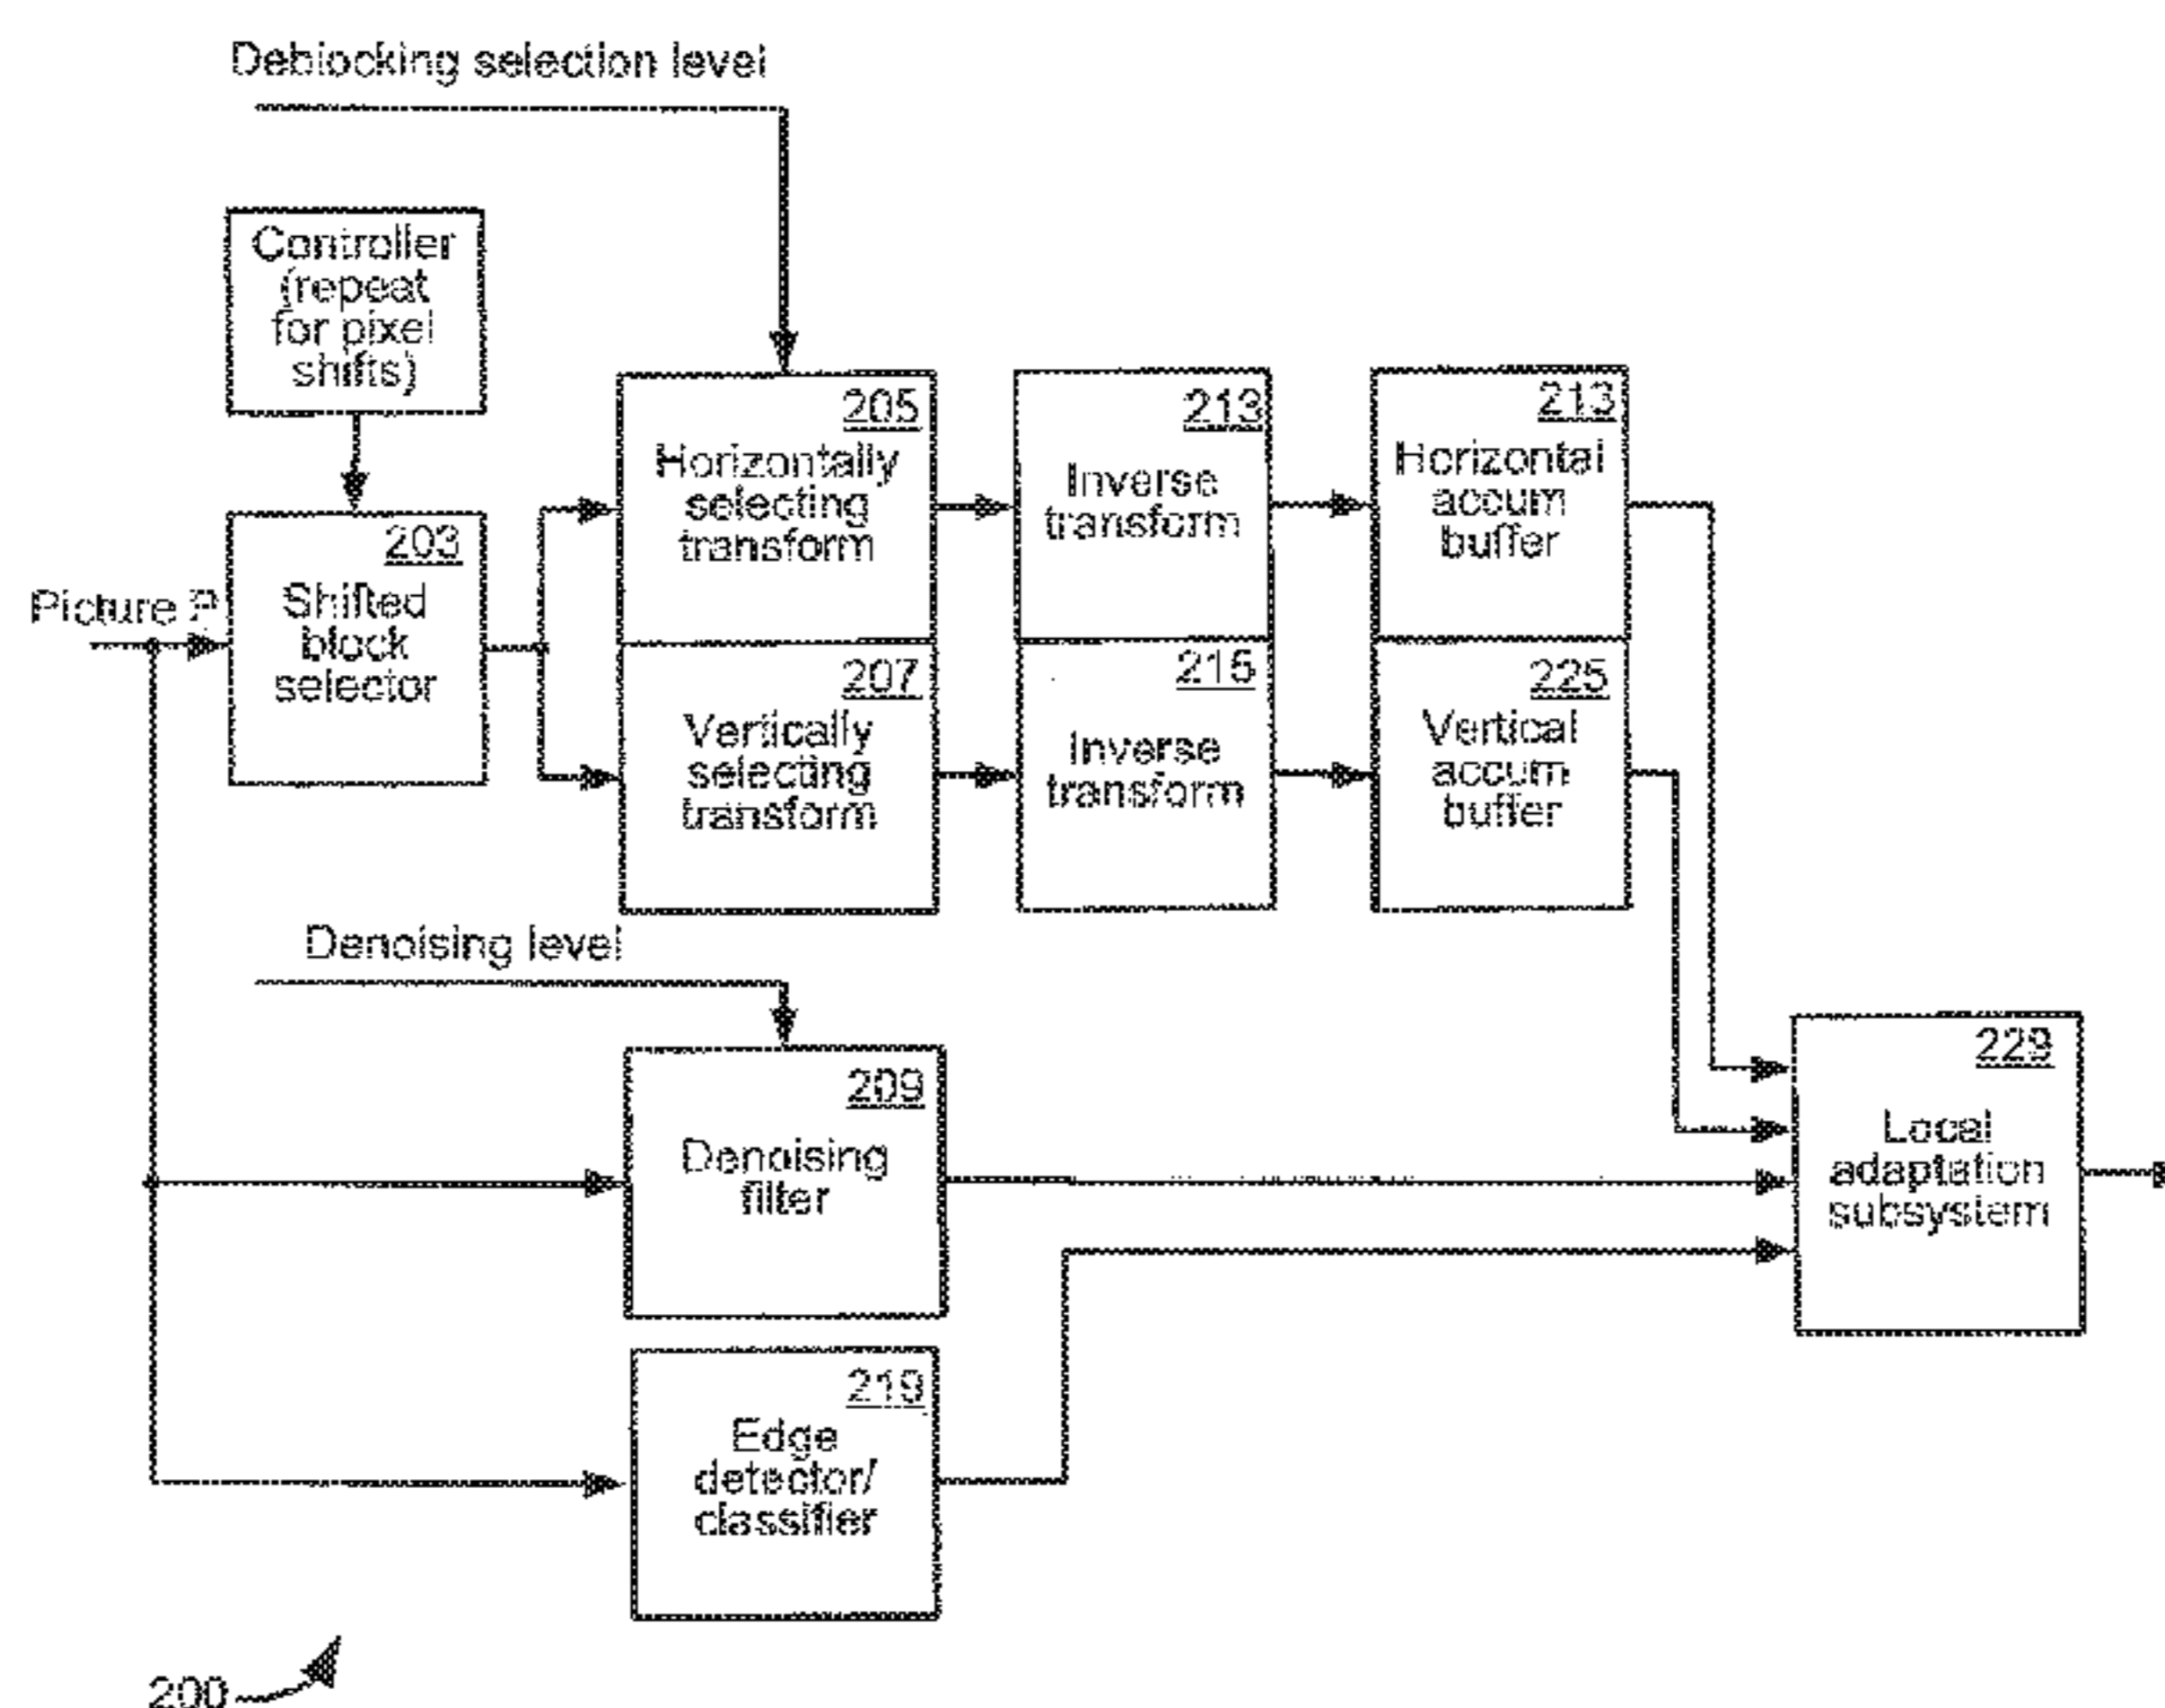 Deblocking selection level
Controller
(repeat
for pixel
shifts)
205
Horizontally
selecting
transform
213
Inverse
transform
213
Horizontal
accum
buffer
203
Shifted
block
selector
Picture P
207
Vertically
selecting
transform
215
Inverse
transform
225
Vertical
accum
buffer
Denoising level
209
Denoising
filter
229
Local
adaptation
subsystem
219
Edge
detector/
classifier
200